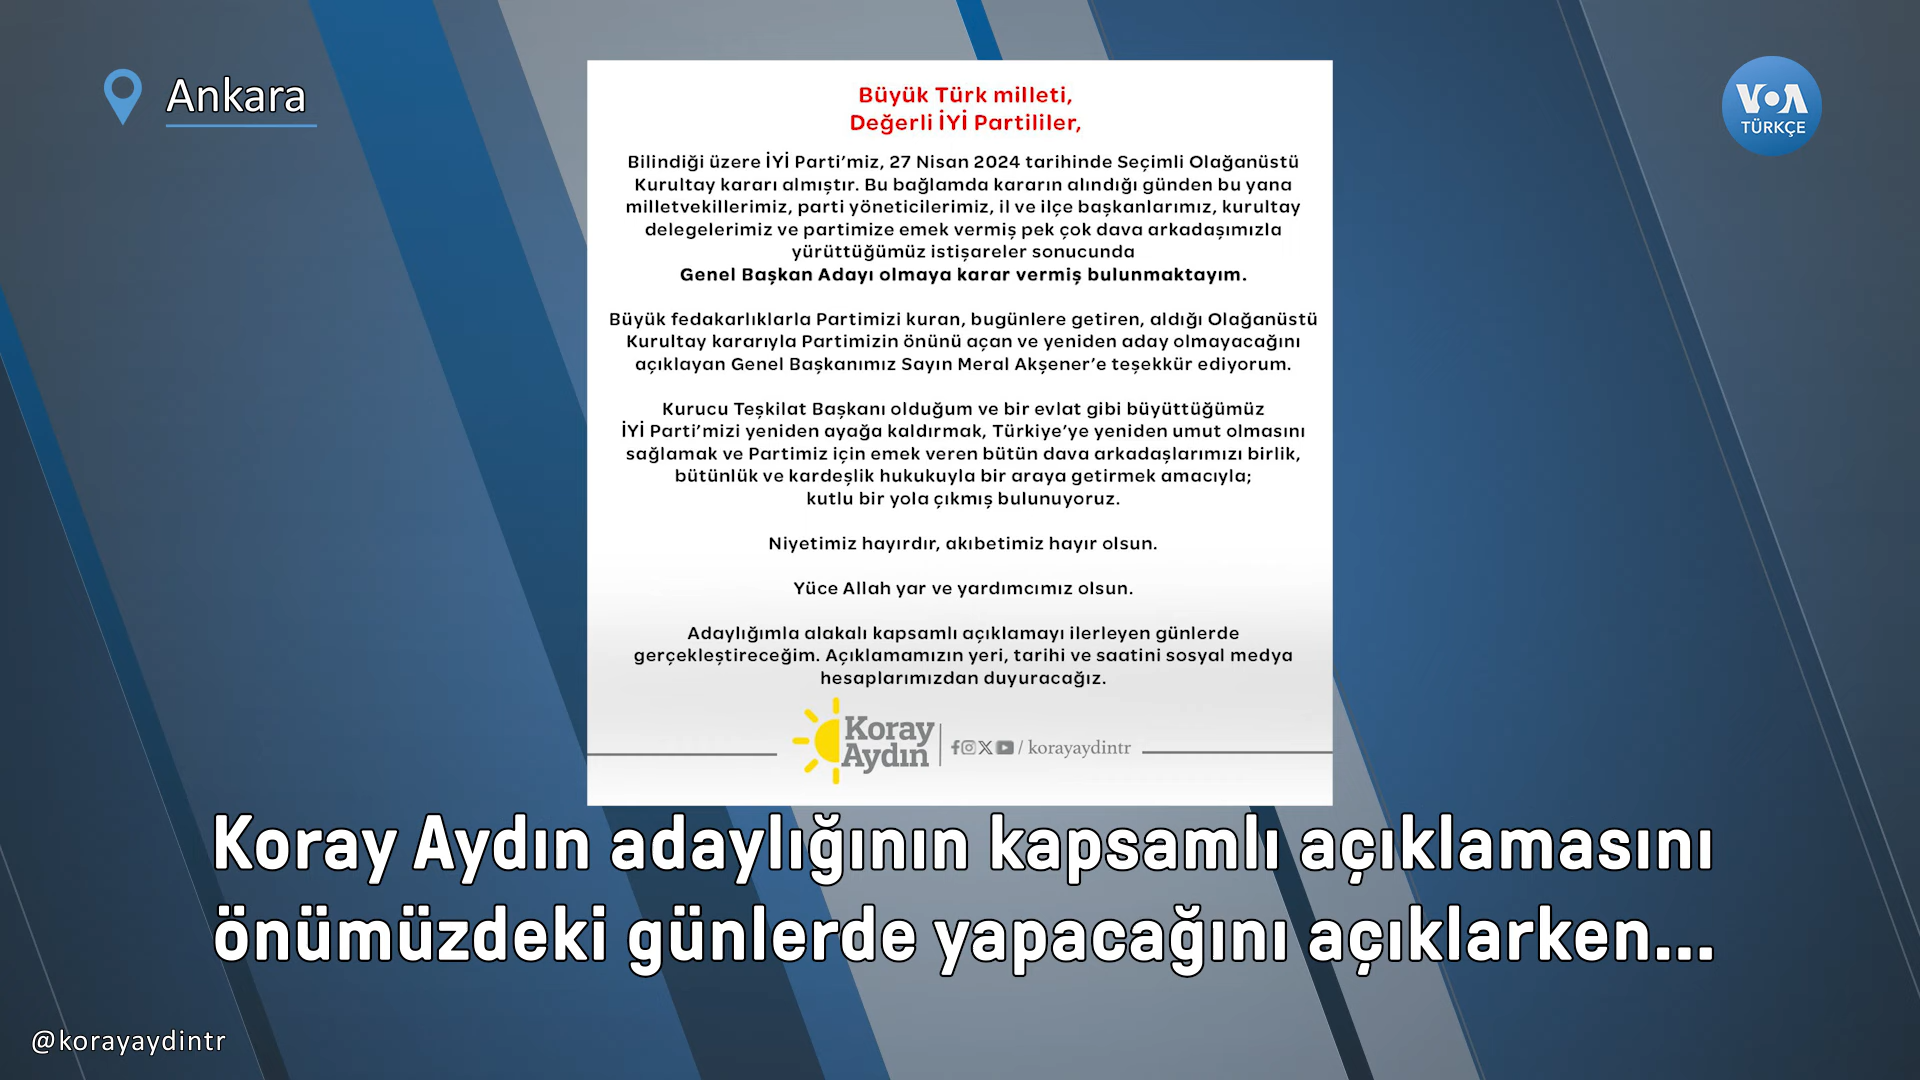 Ankara
VOA
TÜRKÇE
Büyük Türk milleti,
Değerli İYİ Partililer,
Bilindiği üzere İYİ Parti’miz, 27 Nisan 2024 tarihinde Seçimli Olağanüstü
Kurultay kararı almıştır. Bu bağlamda kararın alındığı günden bu yana
milletvekillerimiz, parti yöneticilerimiz, il ve ilçe başkanlarımız, kurultay
delegelerimiz ve partimize emek vermiş pek çok dava arkadaşımızla
yürüttüğümüz istişareler sonucunda
Genel Başkan Adayı olmaya karar vermiş bulunmaktayım.
Büyük fedakarlıklarla Partimizi kuran, bugünlere getiren, aldığı Olağanüstü
Kurultay kararıyla Partimizin önünü açan ve yeniden aday olmayacağını
açıklayan Genel Başkanımız Sayın Meral Akşener’e teşekkür ediyorum.
Kurucu Teşkilat Başkanı olduğum ve bir evlat gibi büyüttüğümüz
İYİ Parti’mizi yeniden ayağa kaldırmak, Türkiye’ye yeniden umut olmasını
sağlamak ve Partimiz için emek veren bütün dava arkadaşlarımızı birlik,
bütünlük ve kardeşlik hukukuyla bir araya getirmek amacıyla;
kutlu bir yola çıkmış bulunuyoruz.
Niyetimiz hayırdır, akıbetimiz hayır olsun.
Yüce Allah yar ve yardımcımız olsun.
Adaylığımla alakalı kapsamlı açıklamayı ilerleyen günlerde
gerçekleştireceğim. Açıklamamızın yeri, tarihi ve saatini sosyal medya
hesaplarımızdan duyuracağız.
Koray
Aydın
/ korayaydintr
Koray Aydın adaylığının kapsamlı açıklamasını
önümüzdeki günlerde yapacağını açıklarken...
@korayaydintr